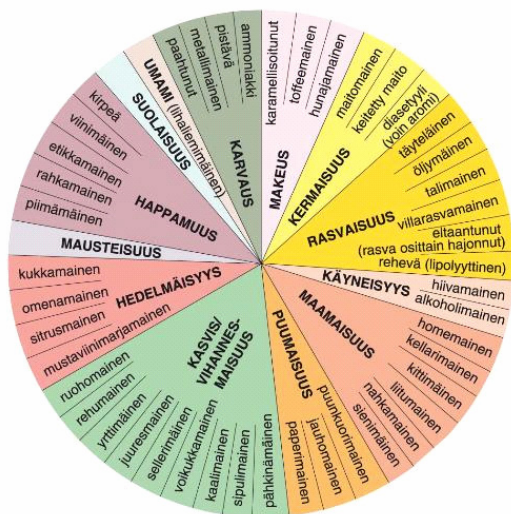 MAKEUS
karamellisoitunut
toffeemainen
hunajamainen
KERMAISUUS
maitomainen
keitetty maito
diasetyyli
(voin aromi)
RASVAISUUS
täyteläinen
öljymäinen
talimainen
villarasvamainen
eltaantunut
(rasva osittain hajonnut)
rehevä (lipolyyttinen)
KÄYNEISYYS
hiivamainen
alkoholimainen
MAAMAISUUS
homemainen
kellarimainen
kittimäinen
liitumainen
nahkamainen
sienimäinen
PUUMAISUUS
puunkuorimainen
jauhomainen
paperimainen
KASVIS/
VIHANNES-
MAISUUS
pähkinämäinen
sipulimainen
kaalimainen
voikukkamainen
sellerimäinen
juuresmainen
yrttimäinen
rehumainen
ruohomainen
HEDELMÄISYYS
mustaviinimarjamainen
sitrusmainen
omenamainen
kukkamainen
MAUSTEISUUS
HAPPAMUUS
piimämäinen
rahkamainen
etikkamainen
viinimäinen
kirpeä
SUOLAISUUS
UMAMI (lihaliemimäinen)
KARVAUS
paahtunut
metallimainen
pistävä
ammoniakki